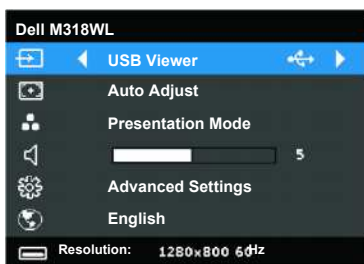 Dell M318WL
USB Viewer
Auto Adjust
Presentation Mode
5
Advanced Settings
English
Resolution: 1280x800 60Hz